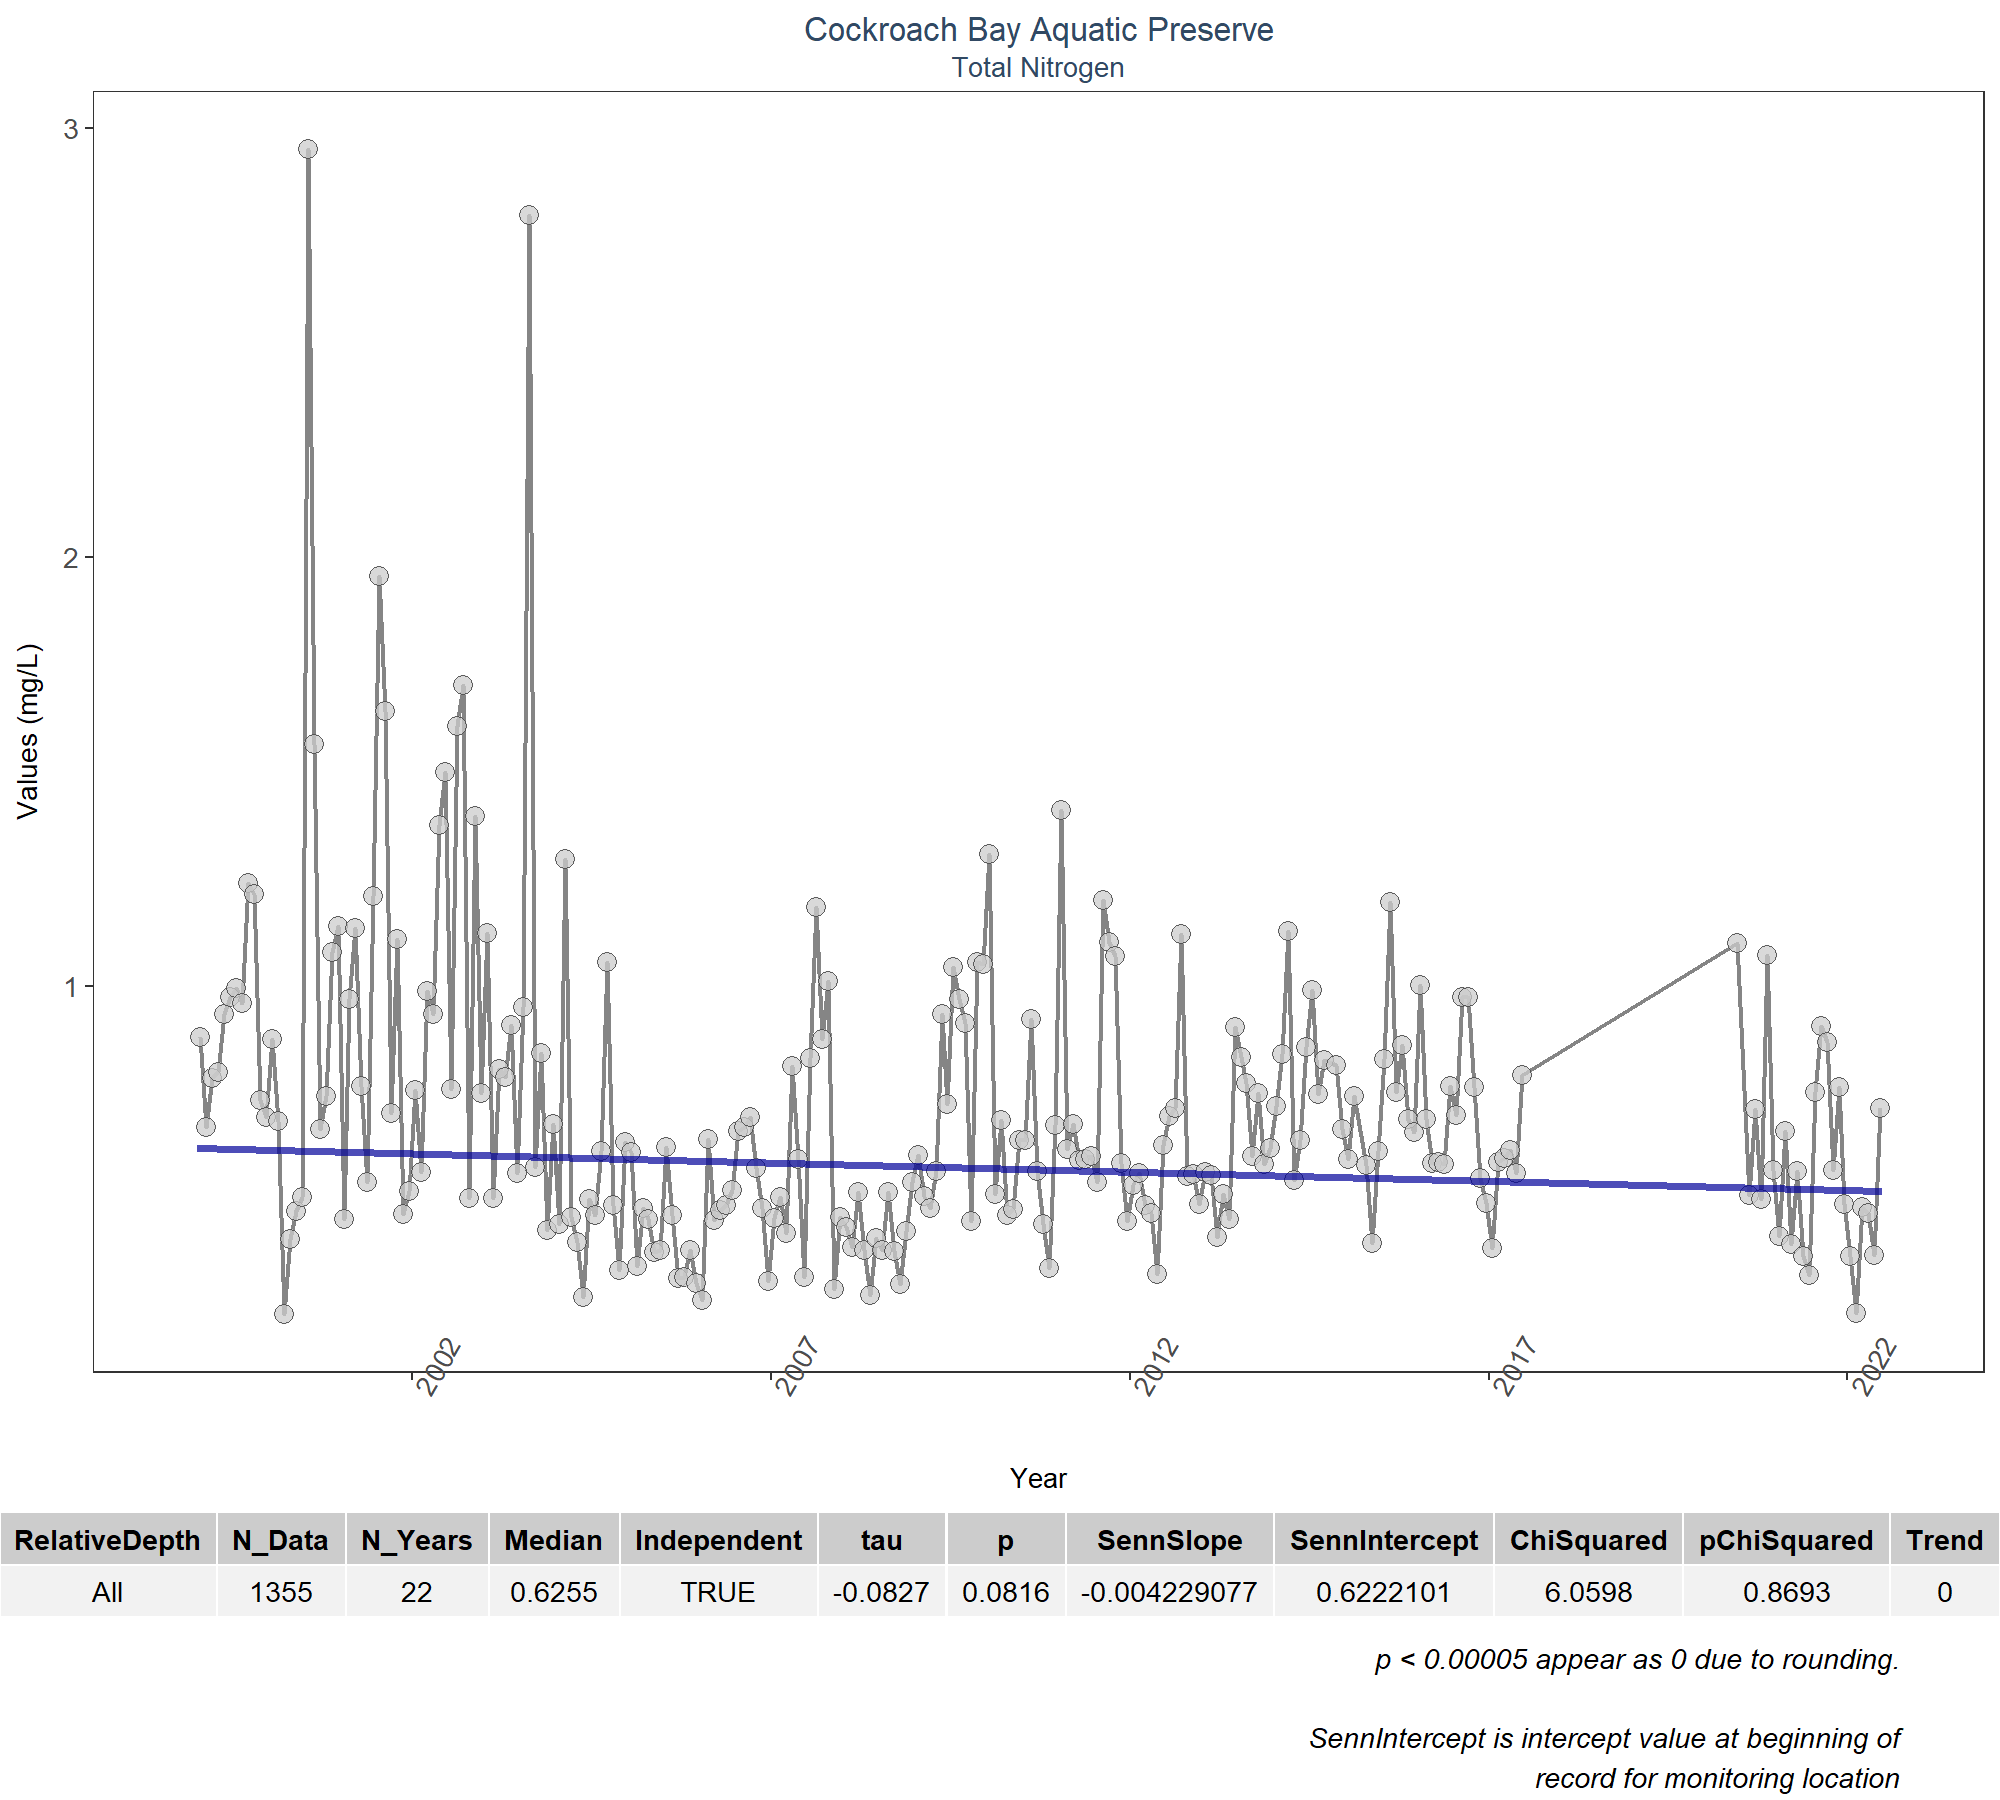 Cockroach Bay Aquatic Preserve
Total Nitrogen
3
2
1
Values (mg/L)
2002
2007
2012
2017
2022
Year
RelativeDepth N_Data N_Years Median Independent tau p SennSlope SennIntercept ChiSquared pChiSquared Trend
All 1355 22 0.6255 TRUE -0.0827 0.0816 -0.004229077 0.6222101 6.0598 0.8693 0
p < 0.00005 appear as 0 due to rounding.
SennIntercept is intercept value at beginning of
record for monitoring location